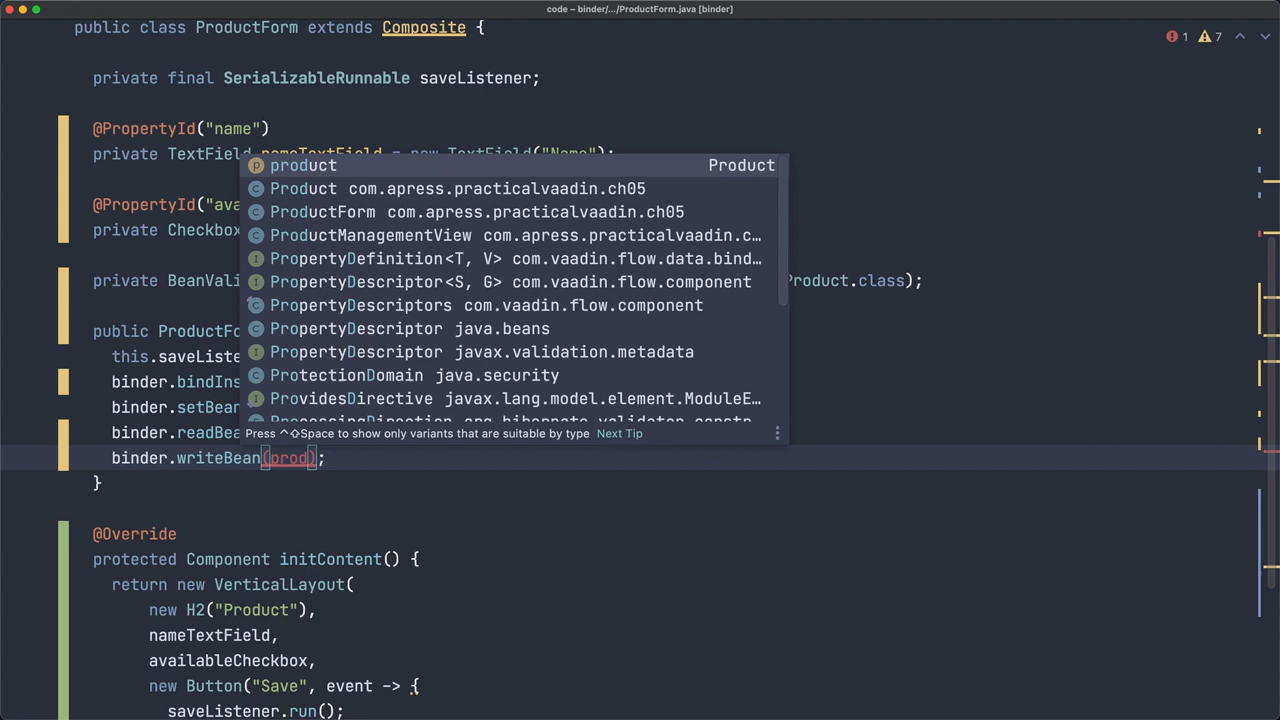 code – binder/.../ProductForm.java [binder]
public class ProductForm extends Composite {
1 7
private final SerializableRunnable saveListener;
@PropertyId("name")
private TextField nameTextField = new TextField("Name");
product Product
Product com.apress.practicalvaadin.ch05
@PropertyId("ava
ProductForm com.apress.practicalvaadin.ch05
private Checkbox
ProductManagementView com.apress.practicalvaadin.c…
PropertyDefinition<T, V> com.vaadin.flow.data.bind…
private BeanVali Product.class);
PropertyDescriptor<S, G> com.vaadin.flow.component
PropertyDescriptors com.vaadin.flow.component
public ProductFo
PropertyDescriptor java.beans
this.saveListe
PropertyDescriptor javax.validation.metadata
binder.bindIns
ProtectionDomain java.security
binder.setBean
ProvidesDirective javax.lang.model.element.ModuleE…
binder.readBea
Press ^⇧Space to show only variants that are suitable by type Next Tip
binder.writeBean(prod);
}
@Override
protected Component initContent() {
return new VerticalLayout(
new H2("Product"),
nameTextField,
availableCheckbox,
new Button("Save", event -> {
saveListener.run();